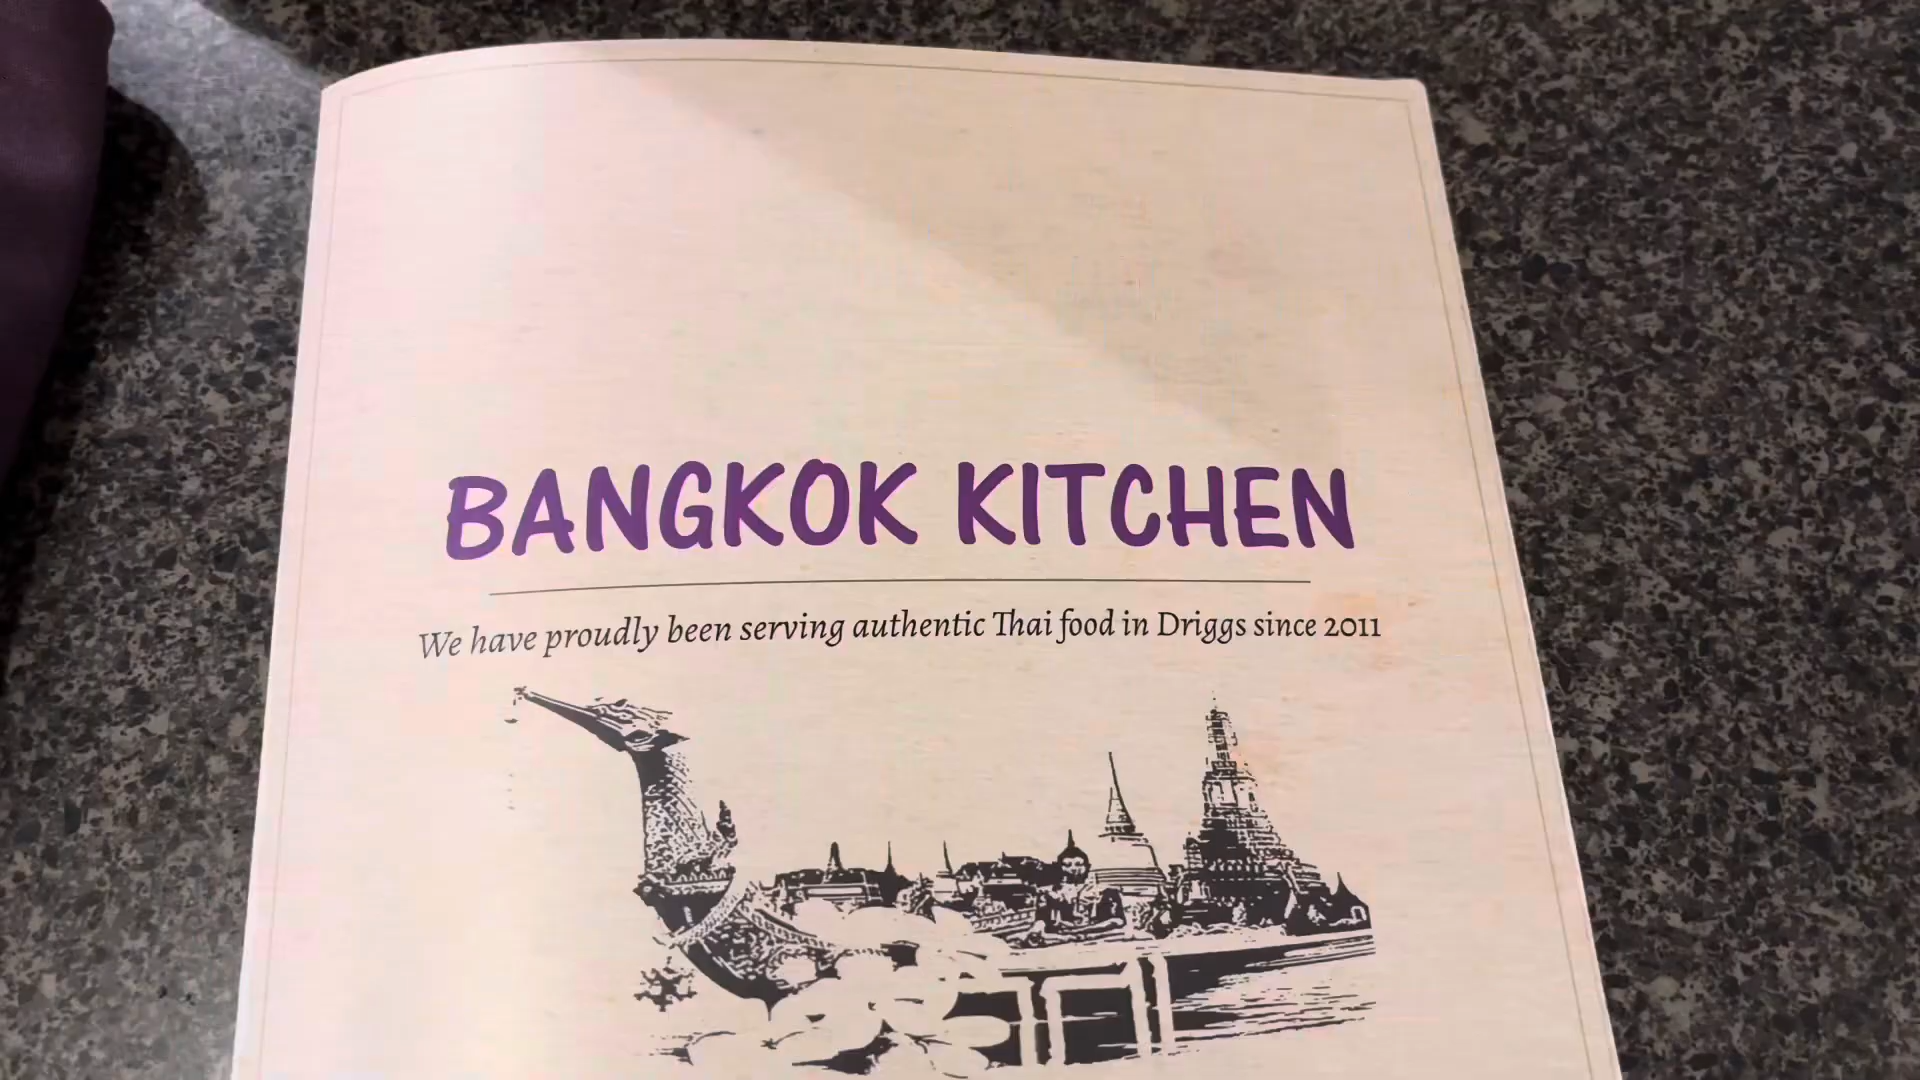 BANGKOK KITCHEN
We have proudly been serving authentic Thai food in Driggs since 2011